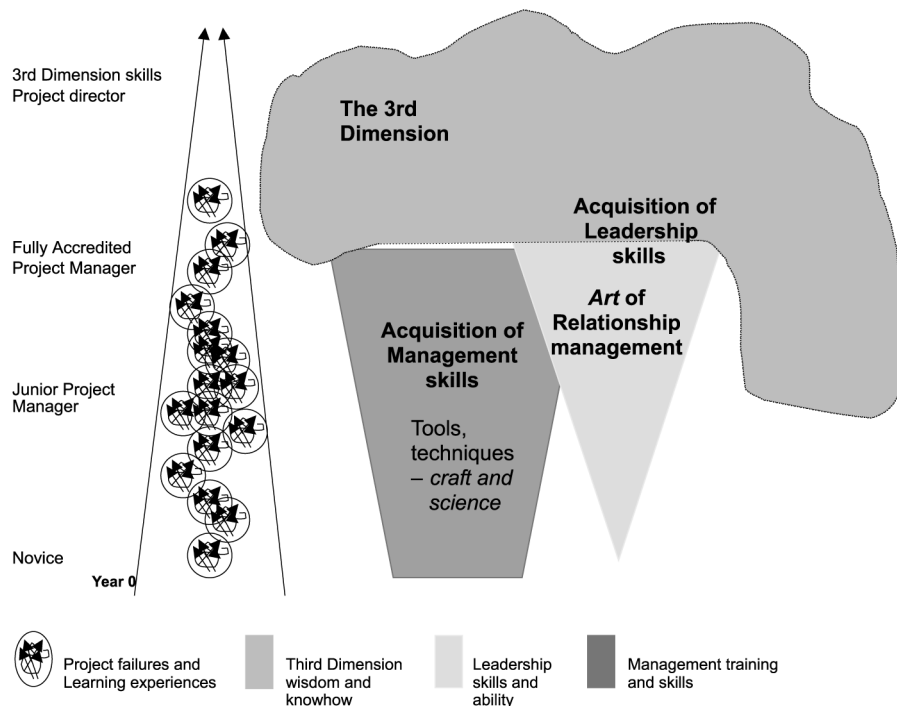 3rd Dimension skills
Project director
The 3rd
Dimension
Acquisition of
Leadership
skills
Fully Accredited
Project Manager
Art of
Relationship
management
Acquisition of
Management
skills
Junior Project
Manager
Tools,
techniques
– craft and
science
Novice
Year 0
Project failures and
Learning experiences
Third Dimension
wisdom and
knowhow
Leadership
skills and
ability
Management training
and skills